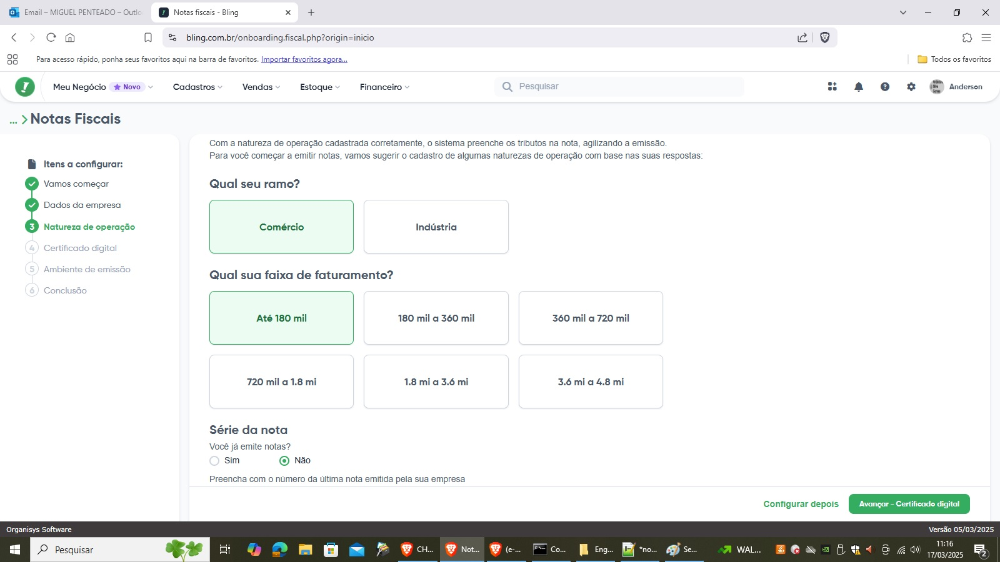 Email – MIGUEL PENTEADO – Outlo
Notas fiscais - Bling
bling.com.br/onboarding.fiscal.php?origin=inicio
Para acesso rápido, ponha seus favoritos aqui na barra de favoritos. Importar favoritos agora...
Todos os favoritos
Meu Negócio Novo Cadastros Vendas Estoque Financeiro Pesquisar Anderson
... > Notas Fiscais
Itens a configurar:
Vamos começar
Dados da empresa
3 Natureza de operação
4 Certificado digital
5 Ambiente de emissão
6 Conclusão
Com a natureza de operação cadastrada corretamente, o sistema preenche os tributos na nota, agilizando a emissão.
Para você começar a emitir notas, vamos sugerir o cadastro de algumas naturezas de operação com base nas suas respostas:
Qual seu ramo?
Comércio Indústria
Qual sua faixa de faturamento?
Até 180 mil 180 mil a 360 mil 360 mil a 720 mil
720 mil a 1.8 mi 1.8 mi a 3.6 mi 3.6 mi a 4.8 mi
Série da nota
Você já emite notas?
Sim Não
Preencha com o número da última nota emitida pela sua empresa
Configurar depois Avançar - Certificado digital
Organisys Software Versão 05/03/2025
Pesquisar CH... Not... (e-... Co... Eng... *no... Se... WAL... 11:16
17/03/2025 2